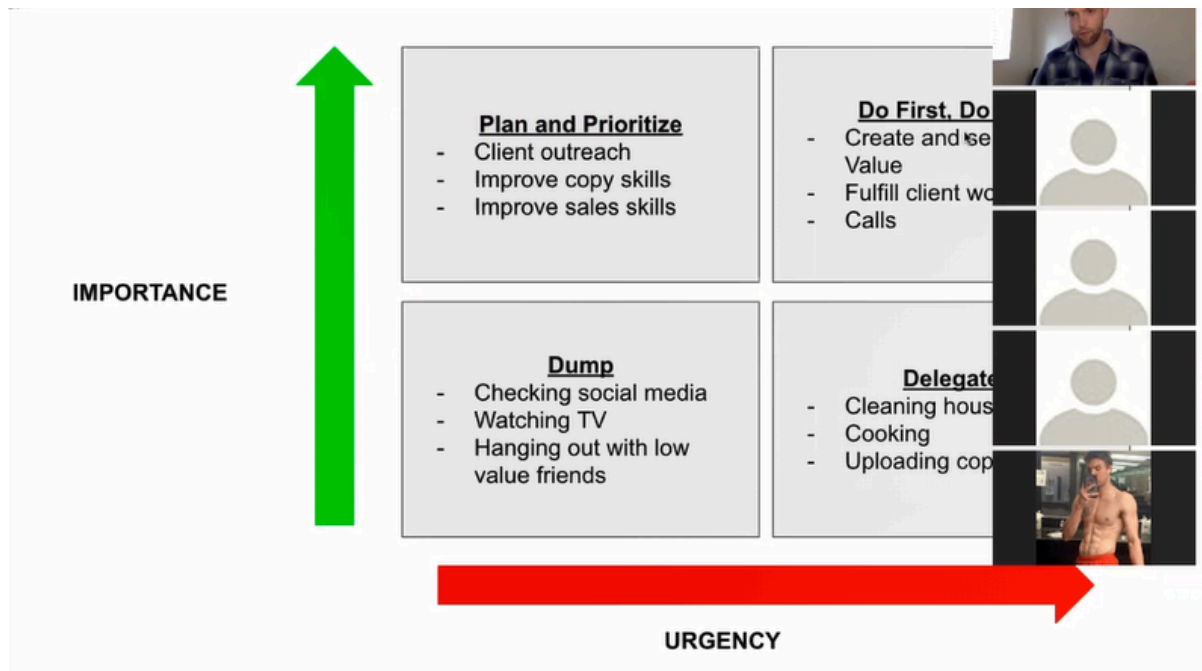 Plan and Prioritize
- Client outreach
- Improve copy skills
- Improve sales skills
Do First, Do
- Create and se
Value
- Fulfill client wo
- Calls
IMPORTANCE
Dump
- Checking social media
- Watching TV
- Hanging out with low
value friends
Delegate
- Cleaning hous
- Cooking
- Uploading cop
URGENCY